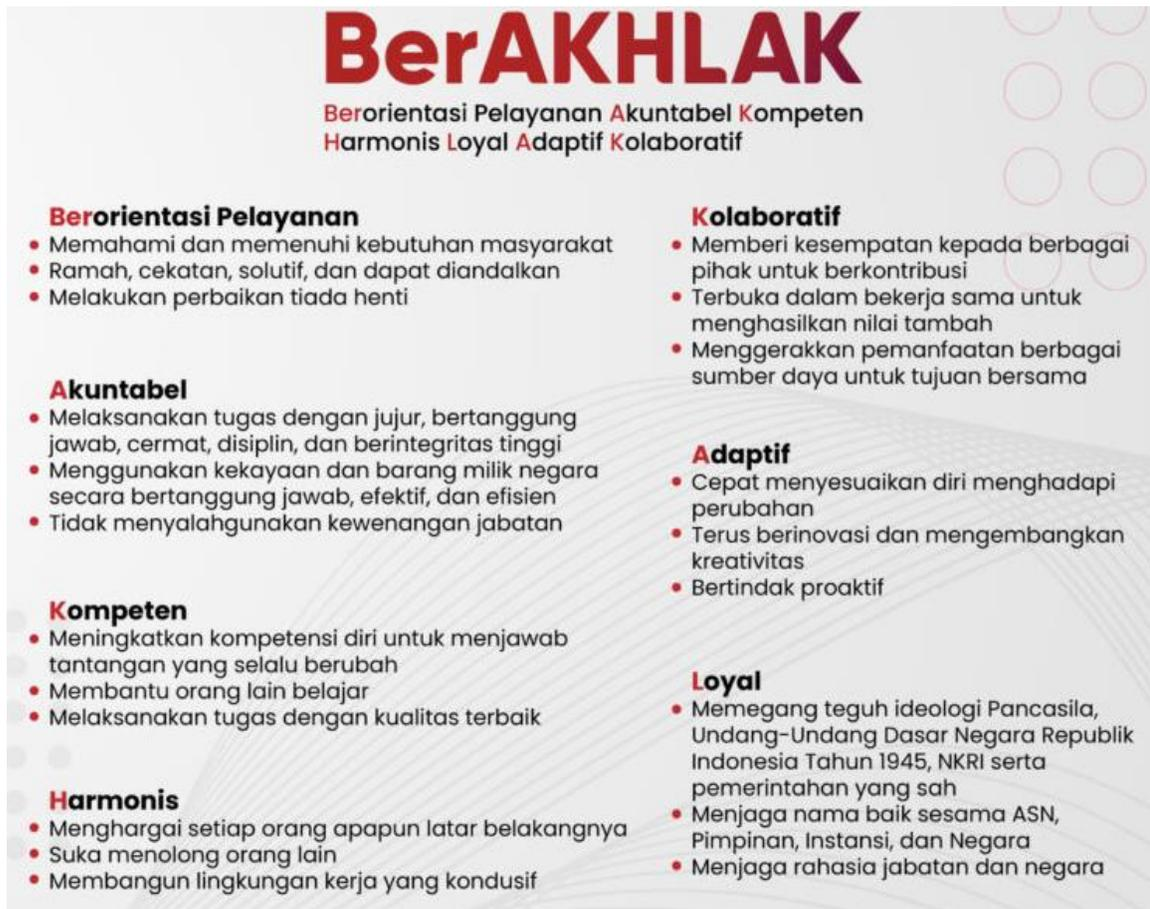 BerAKHLAK
Berorientasi Pelayanan Akuntabel Kompeten
Harmonis Loyal Adaptif Kolaboratif
Berorientasi Pelayanan
• Memahami dan memenuhi kebutuhan masyarakat
• Ramah, cekatan, solutif, dan dapat diandalkan
• Melakukan perbaikan tiada henti
Akuntabel
• Melaksanakan tugas dengan jujur, bertanggung
jawab, cermat, disiplin, dan berintegritas tinggi
• Menggunakan kekayaan dan barang milik negara
secara bertanggung jawab, efektif, dan efisien
• Tidak menyalahgunakan kewenangan jabatan
Kompeten
• Meningkatkan kompetensi diri untuk menjawab
tantangan yang selalu berubah
• Membantu orang lain belajar
• Melaksanakan tugas dengan kualitas terbaik
Harmonis
• Menghargai setiap orang apapun latar belakangnya
• Suka menolong orang lain
• Membangun lingkungan kerja yang kondusif
Kolaboratif
• Memberi kesempatan kepada berbagai
pihak untuk berkontribusi
• Terbuka dalam bekerja sama untuk
menghasilkan nilai tambah
• Menggerakkan pemanfaatan berbagai
sumber daya untuk tujuan bersama
Adaptif
• Cepat menyesuaikan diri menghadapi
perubahan
• Terus berinovasi dan mengembangkan
kreativitas
• Bertindak proaktif
Loyal
• Memegang teguh ideologi Pancasila,
Undang-Undang Dasar Negara Republik
Indonesia Tahun 1945, NKRI serta
pemerintahan yang sah
• Menjaga nama baik sesama ASN,
Pimpinan, Instansi, dan Negara
• Menjaga rahasia jabatan dan negara